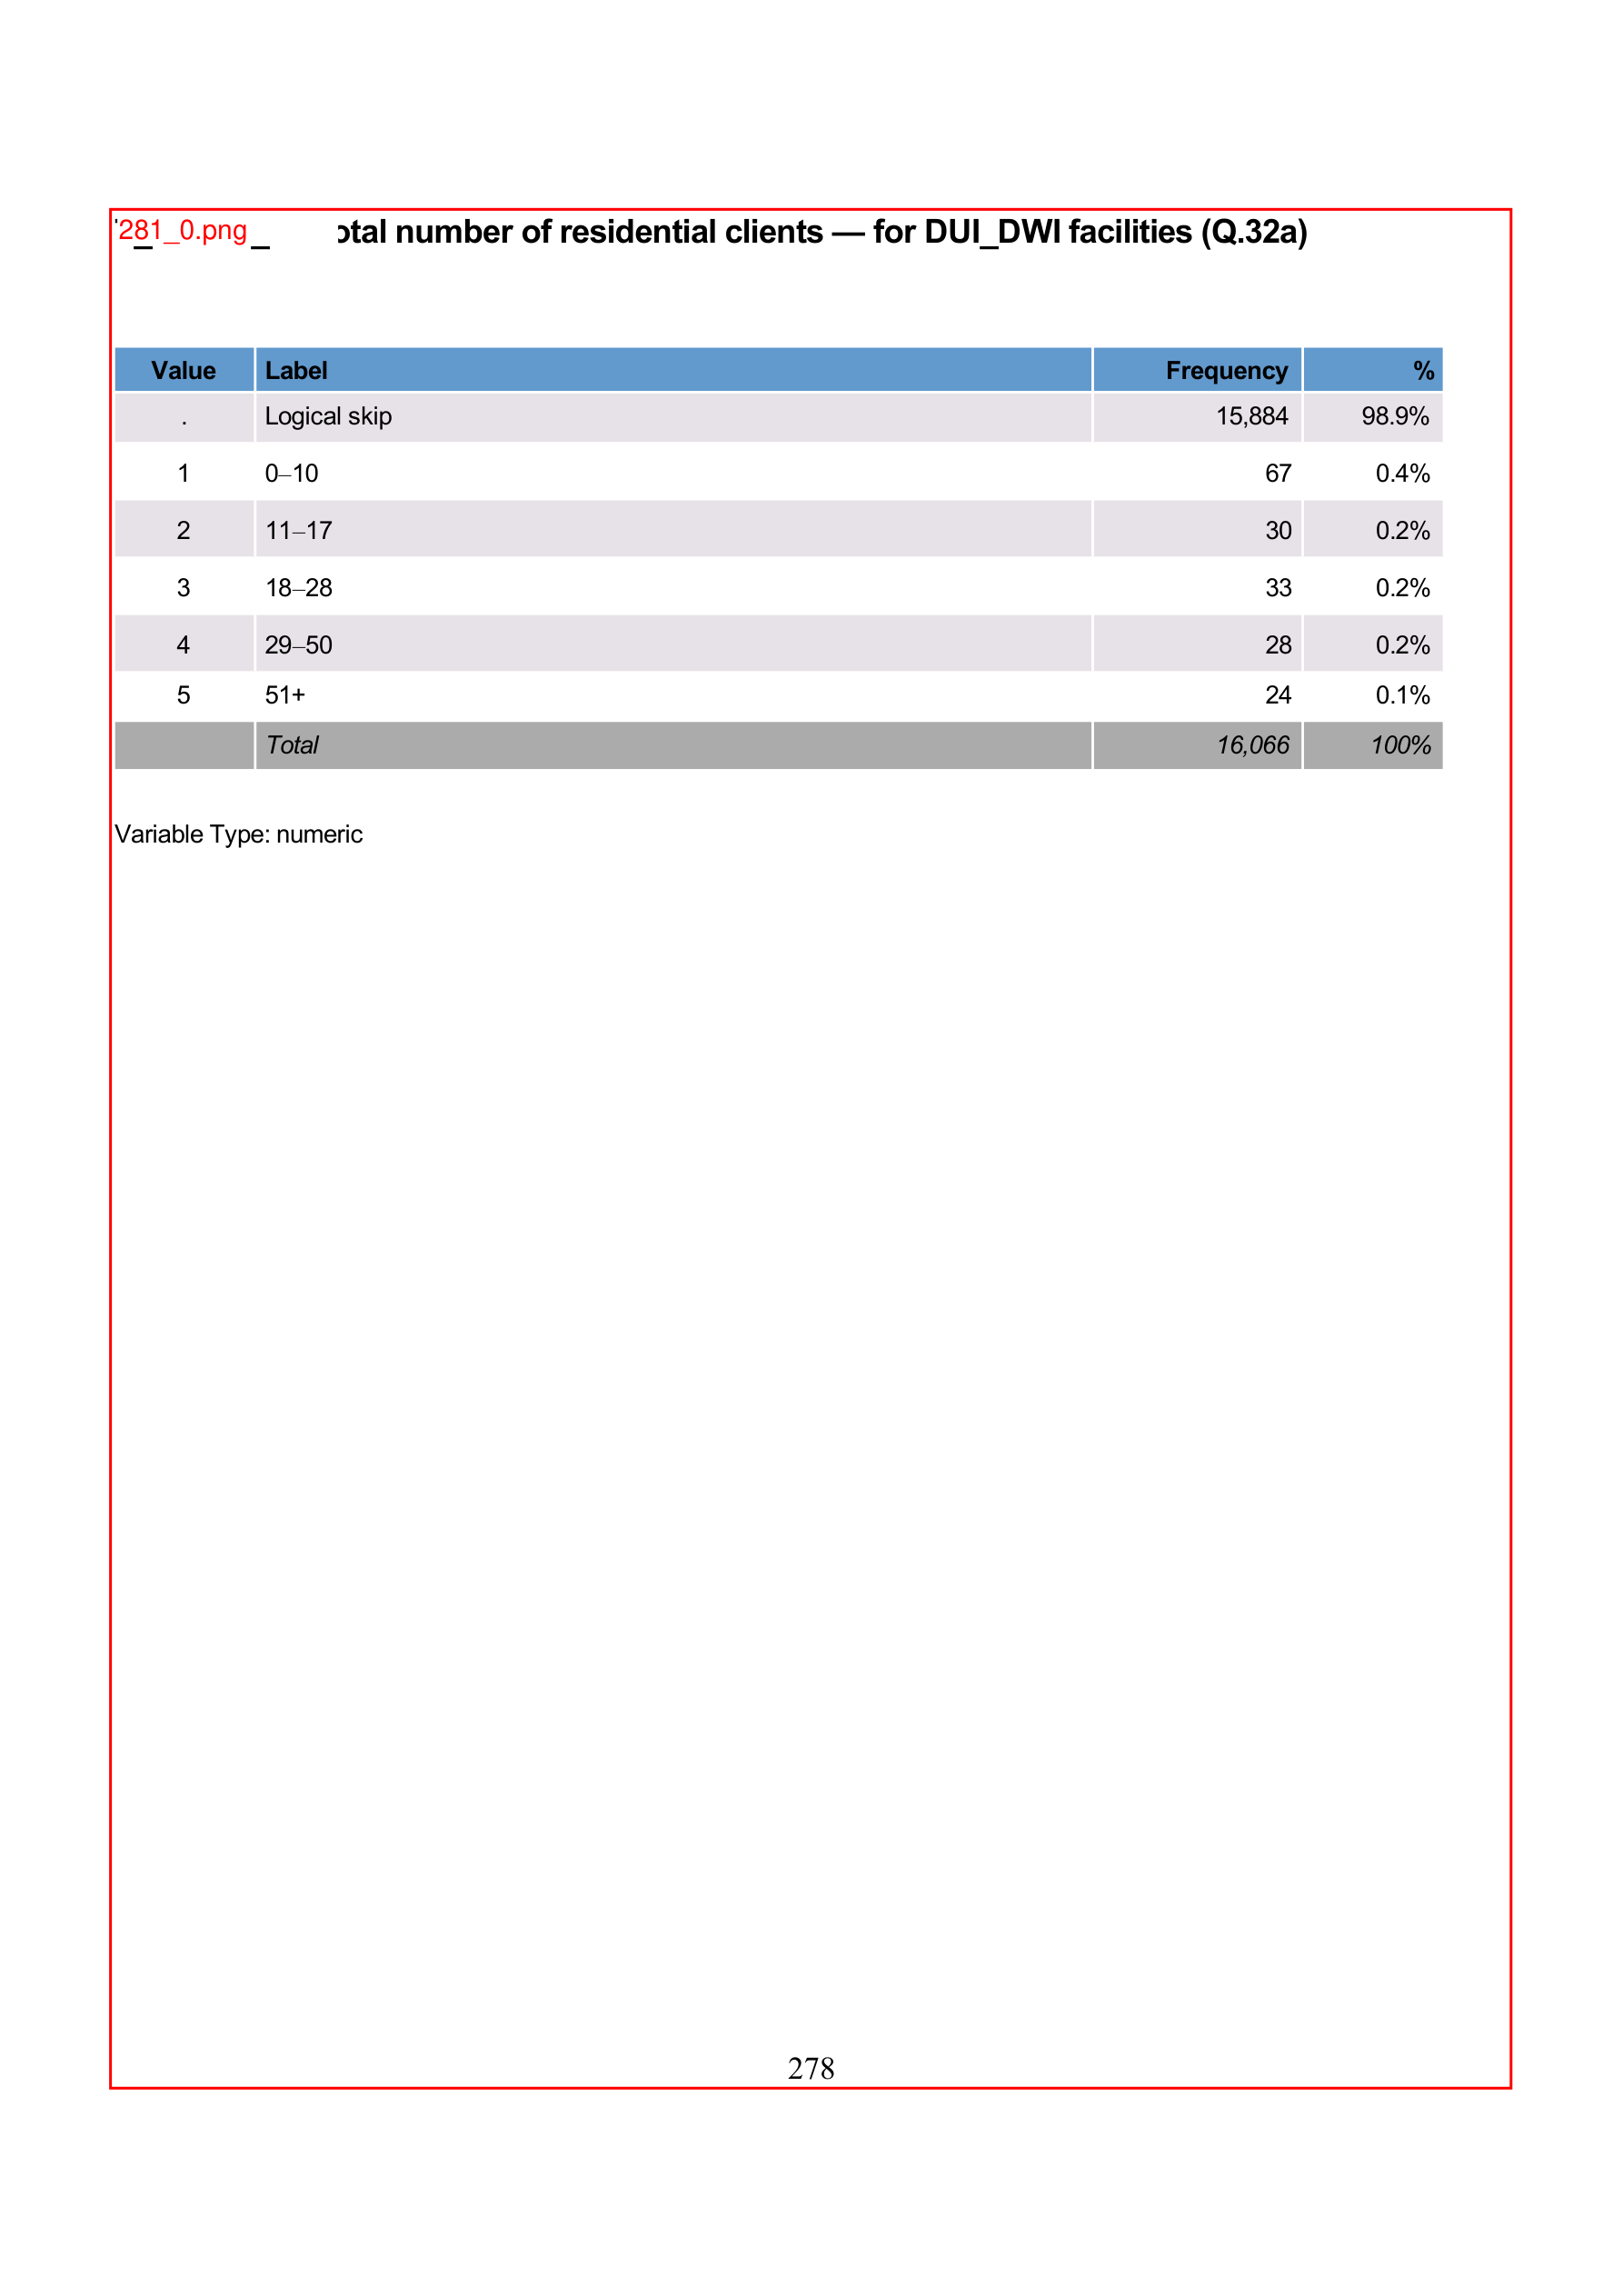 281_0.png
number of residential clients — for DUI_DWI facilities (Q.32a)
Value Label Frequency %
. Logical skip 15,884 98.9%
1 0–10 67 0.4%
2 11–17 30 0.2%
3 18–28 33 0.2%
4 29–50 28 0.2%
5 51+ 24 0.1%
Total 16,066 100%
Variable Type: numeric
278